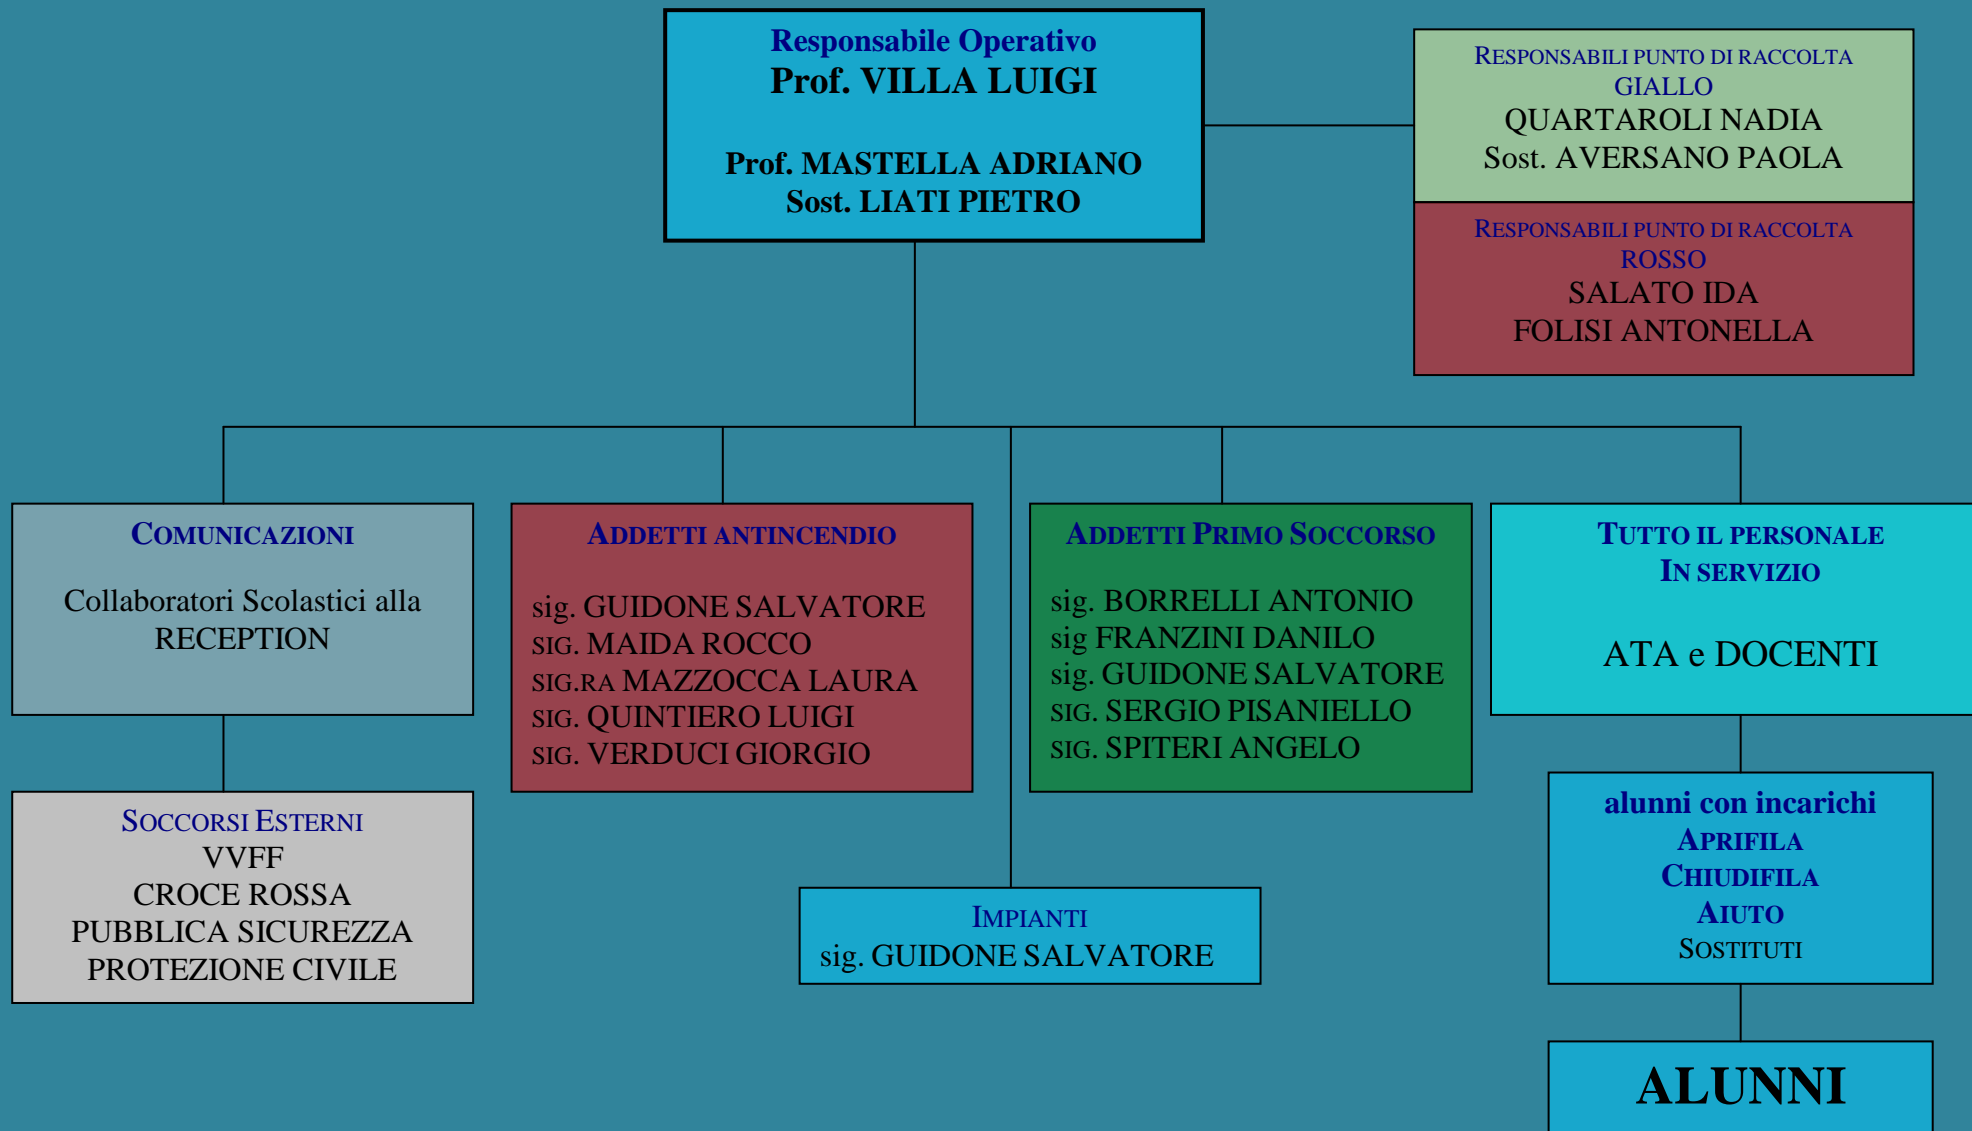 Responsabile Operativo
Prof. VILLA LUIGI
Prof. MASTELLA ADRIANO
Sost. LIATI PIETRO
RESPONSABILI PUNTO DI RACCOLTA
GIALLO
QUARTAROLI NADIA
Sost. AVERSANO PAOLA
RESPONSABILI PUNTO DI RACCOLTA
ROSSO
SALATO IDA
FOLISI ANTONELLA
COMUNICAZIONI
Collaboratori Scolastici alla
RECEPTION
ADDETTI ANTINCENDIO
sig. GUIDONE SALVATORE
SIG. MAIDA ROCCO
SIG.RA MAZZOCCA LAURA
SIG. QUINTIERO LUIGI
SIG. VERDUCI GIORGIO
ADDETTI PRIMO SOCCORSO
sig. BORRELLI ANTONIO
sig FRANZINI DANILO
sig. GUIDONE SALVATORE
SIG. SERGIO PISANIELLO
SIG. SPITERI ANGELO
TUTTO IL PERSONALE
IN SERVIZIO
ATA e DOCENTI
SOCCORSI ESTERNI
VVFF
CROCE ROSSA
PUBBLICA SICUREZZA
PROTEZIONE CIVILE
IMPIANTI
sig. GUIDONE SALVATORE
alunni con incarichi
APRIFILA
CHIUDIFILA
AIUTO
SOSTITUTI
ALUNNI